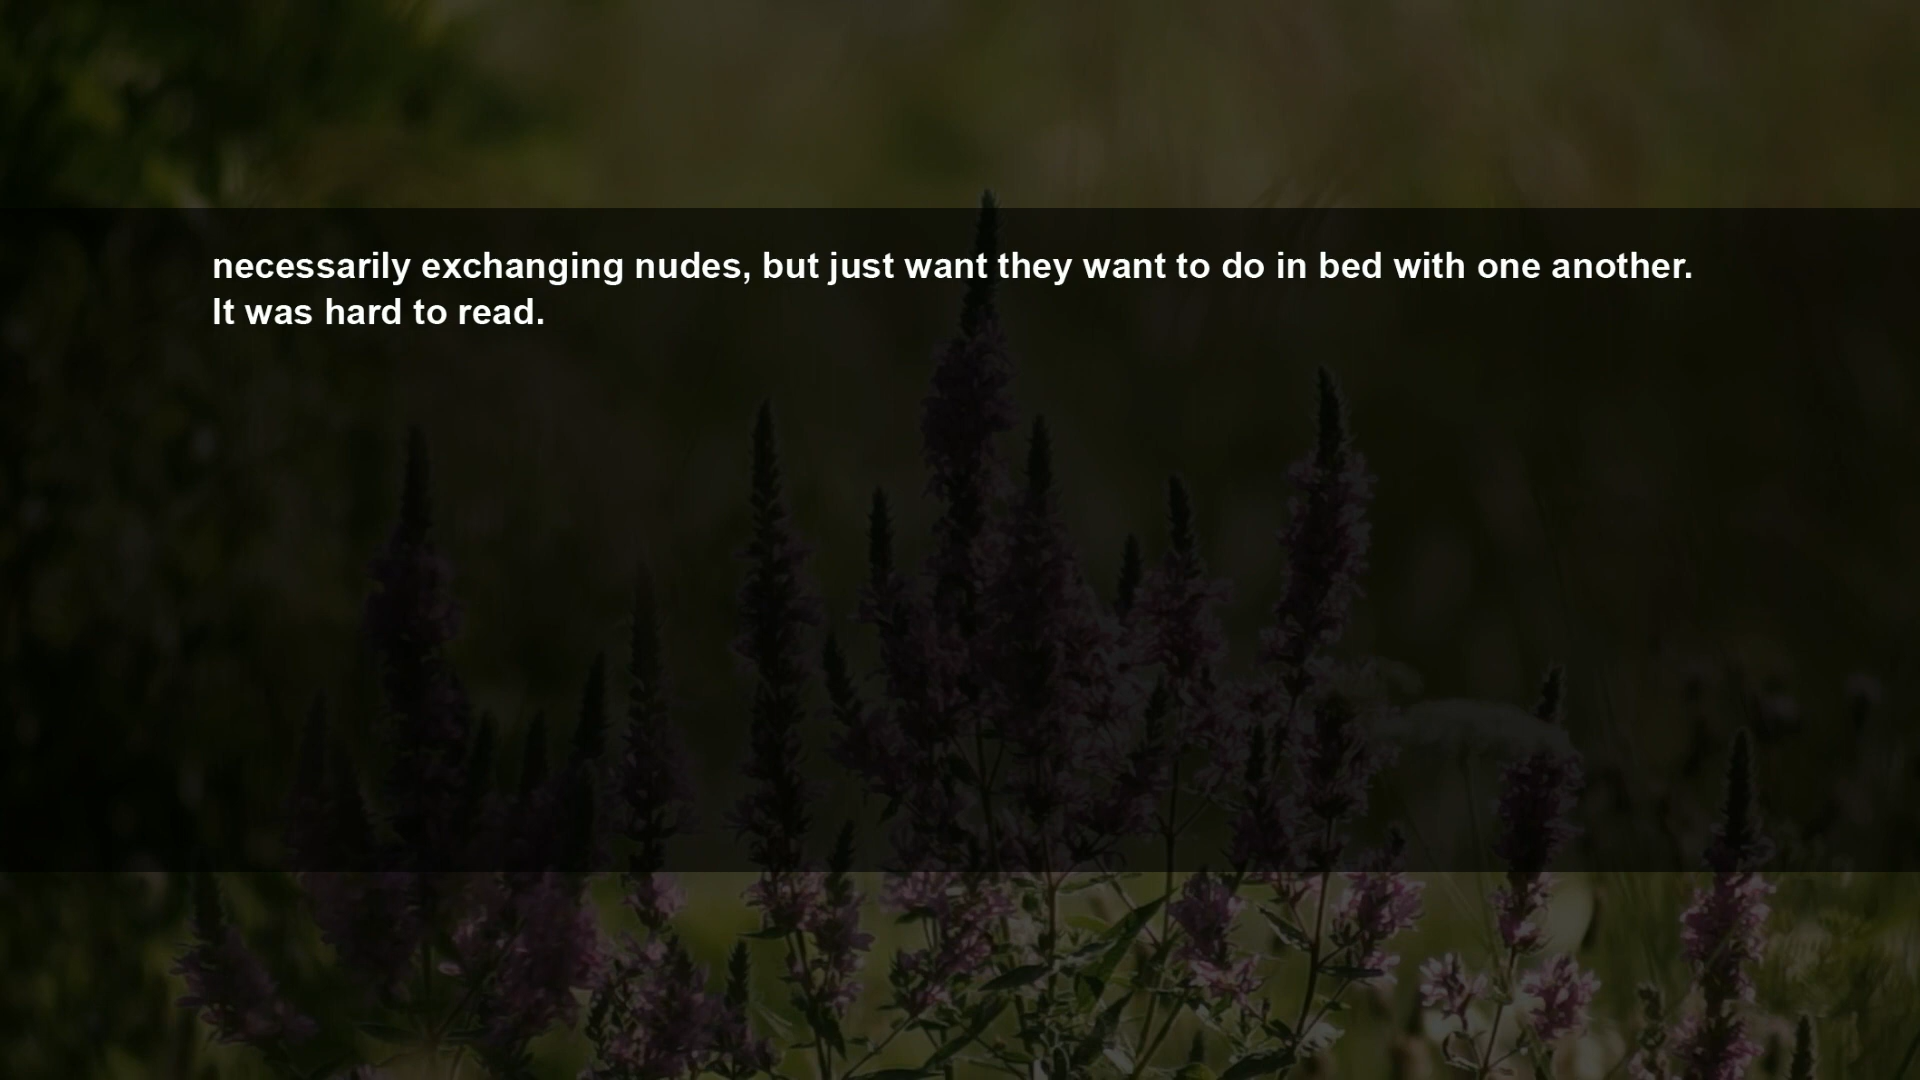 necessarily exchanging nudes, but just want they want to do in bed with one another.
It was hard to read.